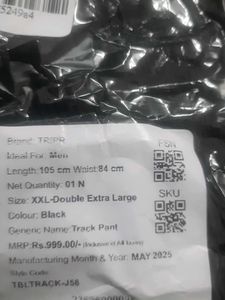 5249a4
Brand: TRIPR
Ideal For: Men
Length:105 cm Waist:84 cm
Net Quantity: 01 N
Size: XXL-Double Extra Large
Colour: Black
Generic Name:Track Pant
MRP:Rs.999.00/- (Inclusive of All taxes)
Manufacturing Month & Year: MAY 2025
Style Code:
TBLTRACK-J56
FSN
SKU